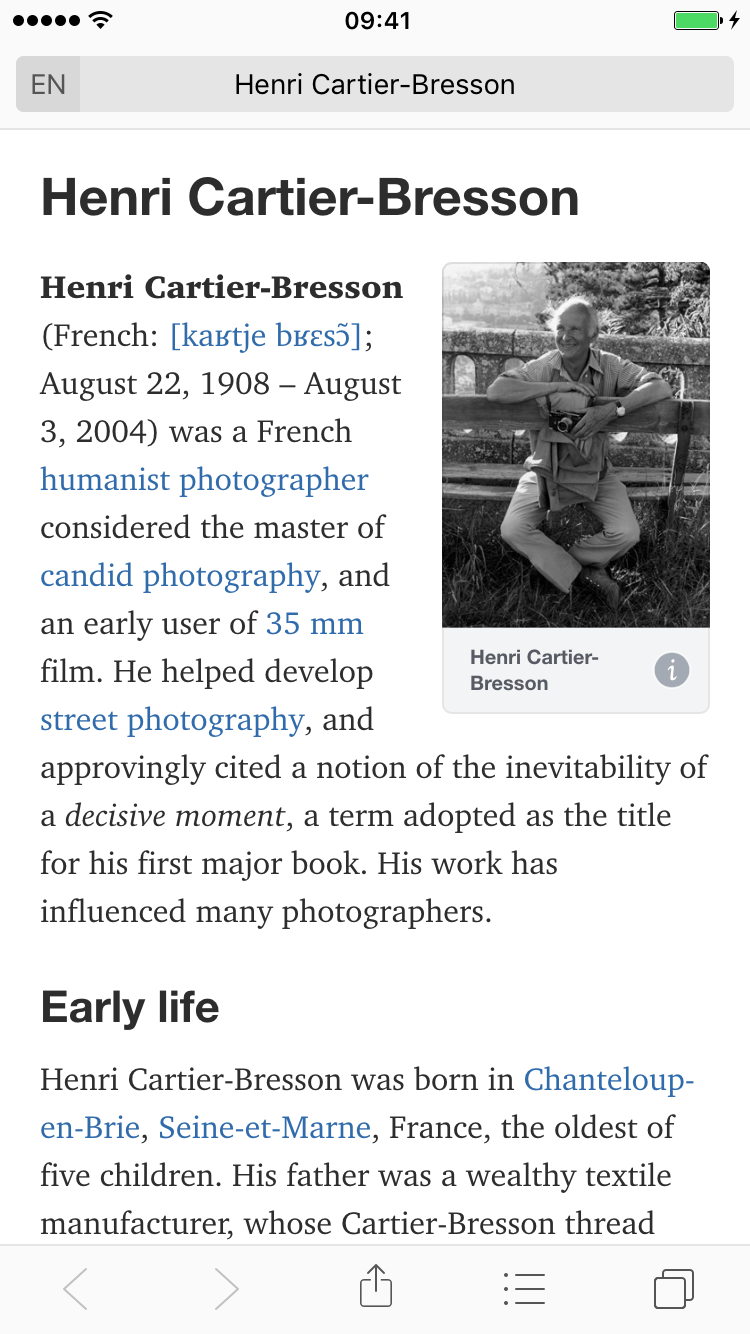 09:41
EN
Henri Cartier-Bresson
Henri Cartier-Bresson
Henri Cartier-Bresson
(French: [kaʁtje bʁɛsɔ̃];
August 22, 1908 – August
3, 2004) was a French
humanist photographer
considered the master of
candid photography, and
an early user of 35 mm
film. He helped develop
street photography, and
approvingly cited a notion of the inevitability of
a decisive moment, a term adopted as the title
for his first major book. His work has
influenced many photographers.
Henri Cartier-
Bresson
i
Early life
Henri Cartier-Bresson was born in Chanteloup-
en-Brie, Seine-et-Marne, France, the oldest of
five children. His father was a wealthy textile
manufacturer, whose Cartier-Bresson thread